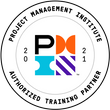 PROJECT MANAGEMENT INSTITUTE
20 21
AUTHORIZED TRAINING PARTNER